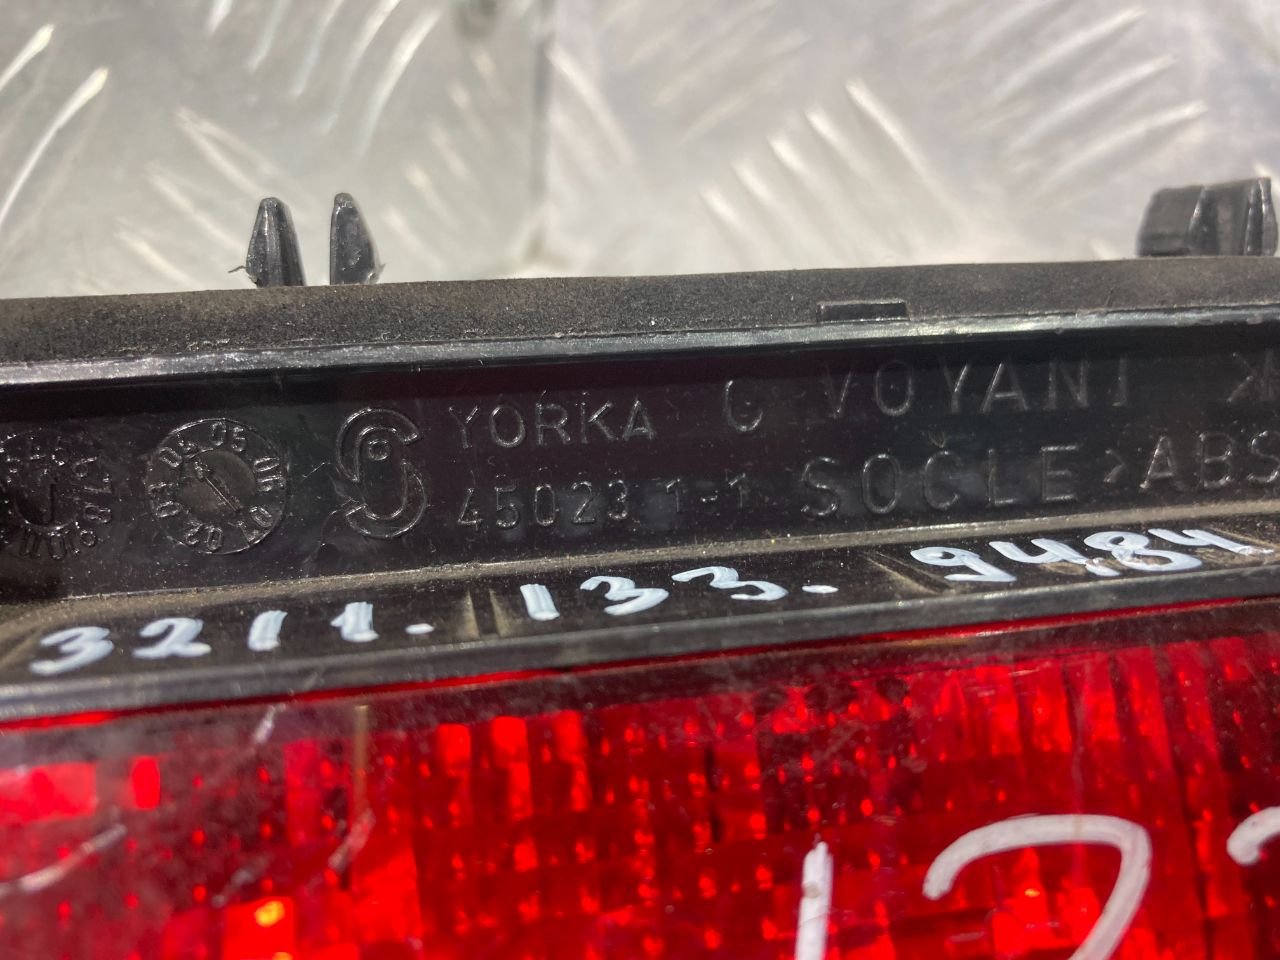 YORKA C VOYANT
45023 1-1 SOCLE >ABS
3211.133.9484